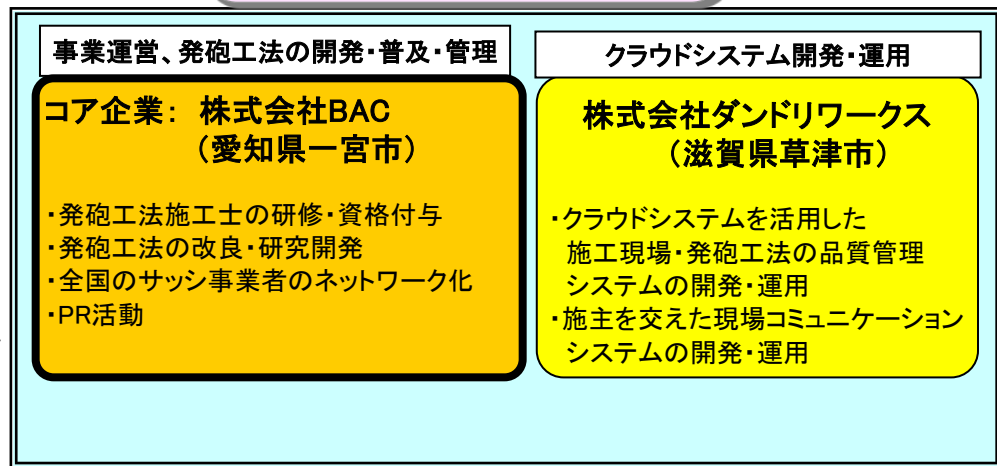 事業運営、発砲工法の開発・普及・管理
コア企業： 株式会社BAC
（愛知県一宮市）
・発砲工法施工士の研修・資格付与
・発砲工法の改良・研究開発
・全国のサッシ事業者のネットワーク化
・PR活動
クラウドシステム開発・運用
株式会社ダンドリワークス
（滋賀県草津市）
・クラウドシステムを活用した
施工現場・発砲工法の品質管理
システムの開発・運用
・施主を交えた現場コミュニケーション
システムの開発・運用